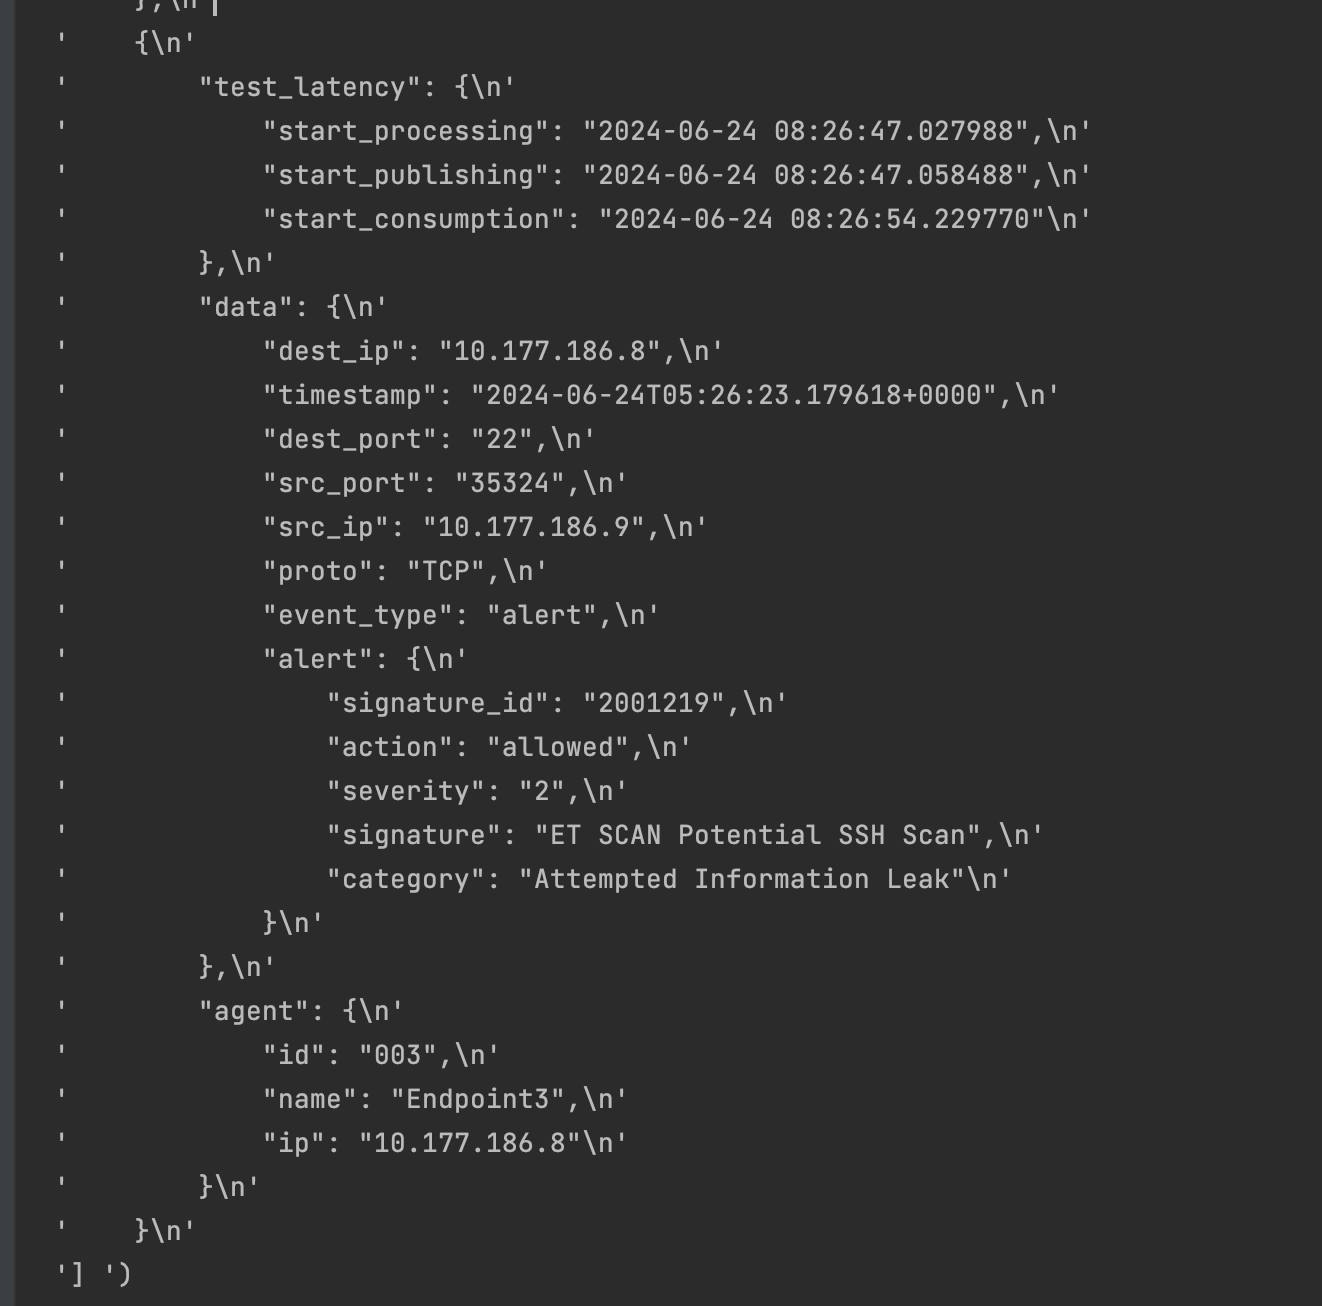 },\n'
'    {\n'
'        "test_latency": {\n'
'            "start_processing": "2024-06-24 08:26:47.027988",\n'
'            "start_publishing": "2024-06-24 08:26:47.058488",\n'
'            "start_consumption": "2024-06-24 08:26:54.229770"\n'
'        },\n'
'        "data": {\n'
'            "dest_ip": "10.177.186.8",\n'
'            "timestamp": "2024-06-24T05:26:23.179618+0000",\n'
'            "dest_port": "22",\n'
'            "src_port": "35324",\n'
'            "src_ip": "10.177.186.9",\n'
'            "proto": "TCP",\n'
'            "event_type": "alert",\n'
'            "alert": {\n'
'                "signature_id": "2001219",\n'
'                "action": "allowed",\n'
'                "severity": "2",\n'
'                "signature": "ET SCAN Potential SSH Scan",\n'
'                "category": "Attempted Information Leak"\n'
'            }\n'
'        },\n'
'        "agent": {\n'
'            "id": "003",\n'
'            "name": "Endpoint3",\n'
'            "ip": "10.177.186.8"\n'
'        }\n'
'    }\n'
'] ')